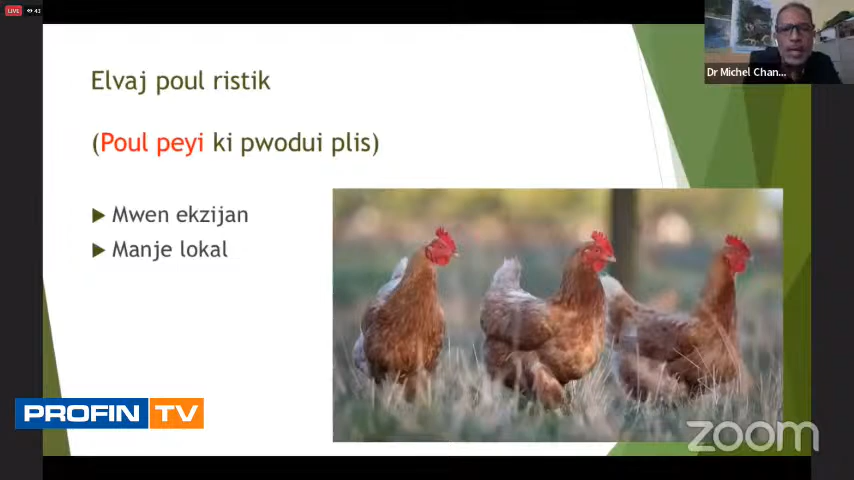 LIVE 43
Elvaj poul ristik
(Poul peyi ki pwodui plis)
Mwen ekzijan
Manje lokal
Dr Michel Chan...
PROFIN TV
zoom